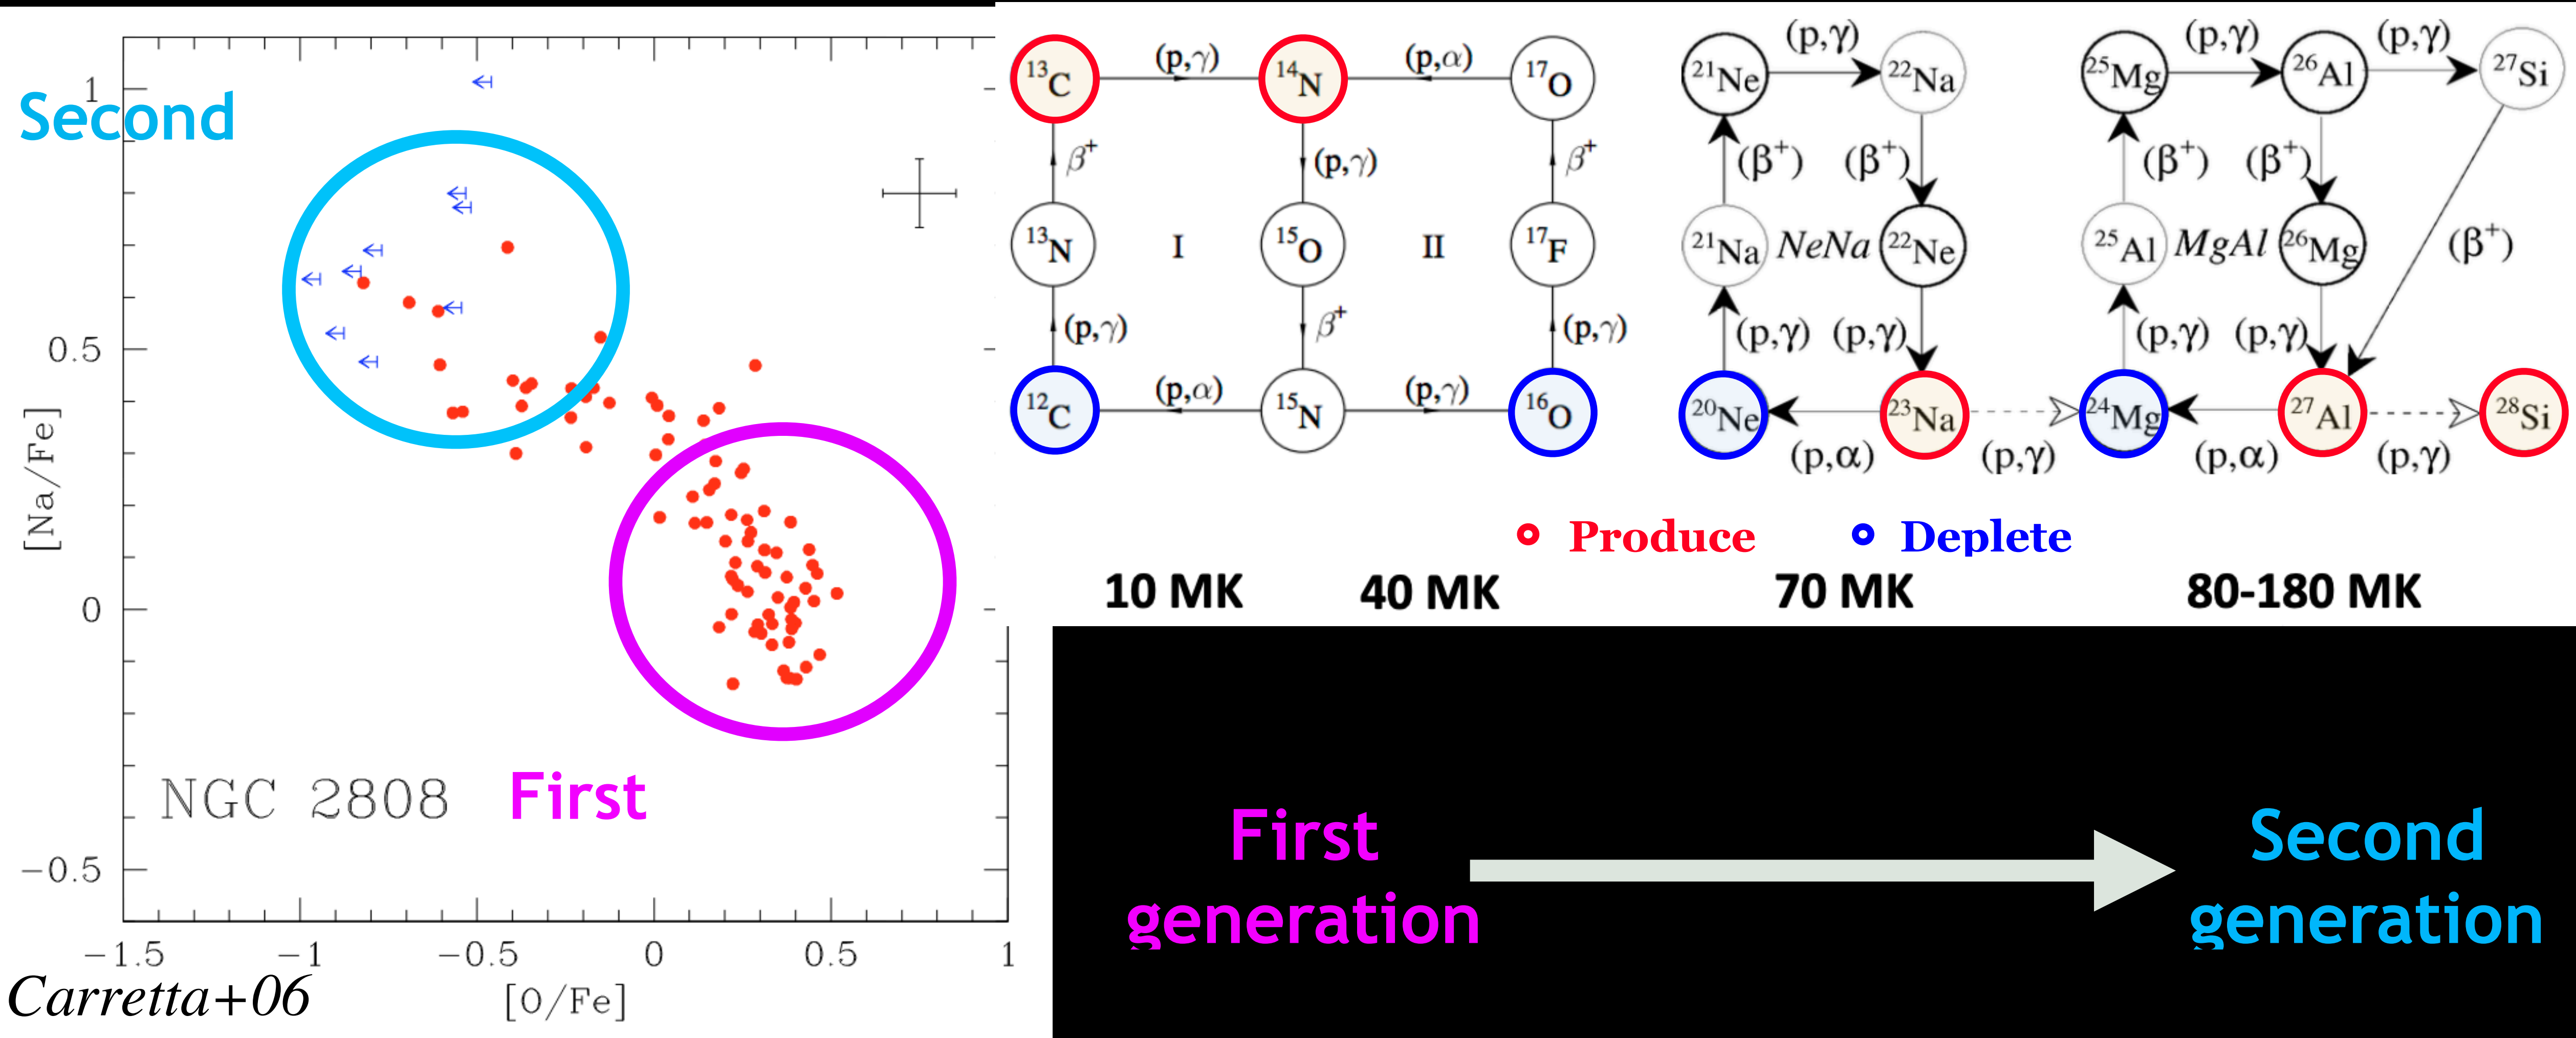 Second
1
0.5
0
−0.5
[Na/Fe]
NGC 2808
First
−1.5 −1 −0.5 0 0.5 1
[O/Fe]
Carretta+06
¹³C (p,γ) ¹⁴N (p,α) ¹⁷O
β⁺ (p,γ) β⁺
¹³N I ¹⁵O II ¹⁷F
(p,γ) β⁺ (p,γ)
¹²C (p,α) ¹⁵N (p,γ) ¹⁶O
(p,γ)
²¹Ne ²²Na
(β⁺) (β⁺)
²¹Na NeNa ²²Ne
(p,γ) (p,γ)
²⁰Ne ²³Na
(p,α) (p,γ)
(p,γ) (p,γ)
²⁵Mg ²⁶Al ²⁷Si
(β⁺) (β⁺)
²⁵Al MgAl ²⁶Mg (β⁺)
(p,γ) (p,γ)
²⁴Mg ²⁷Al ²⁸Si
(p,α) (p,γ)
Produce Deplete
10 MK 40 MK 70 MK 80-180 MK
First
generation
Second
generation